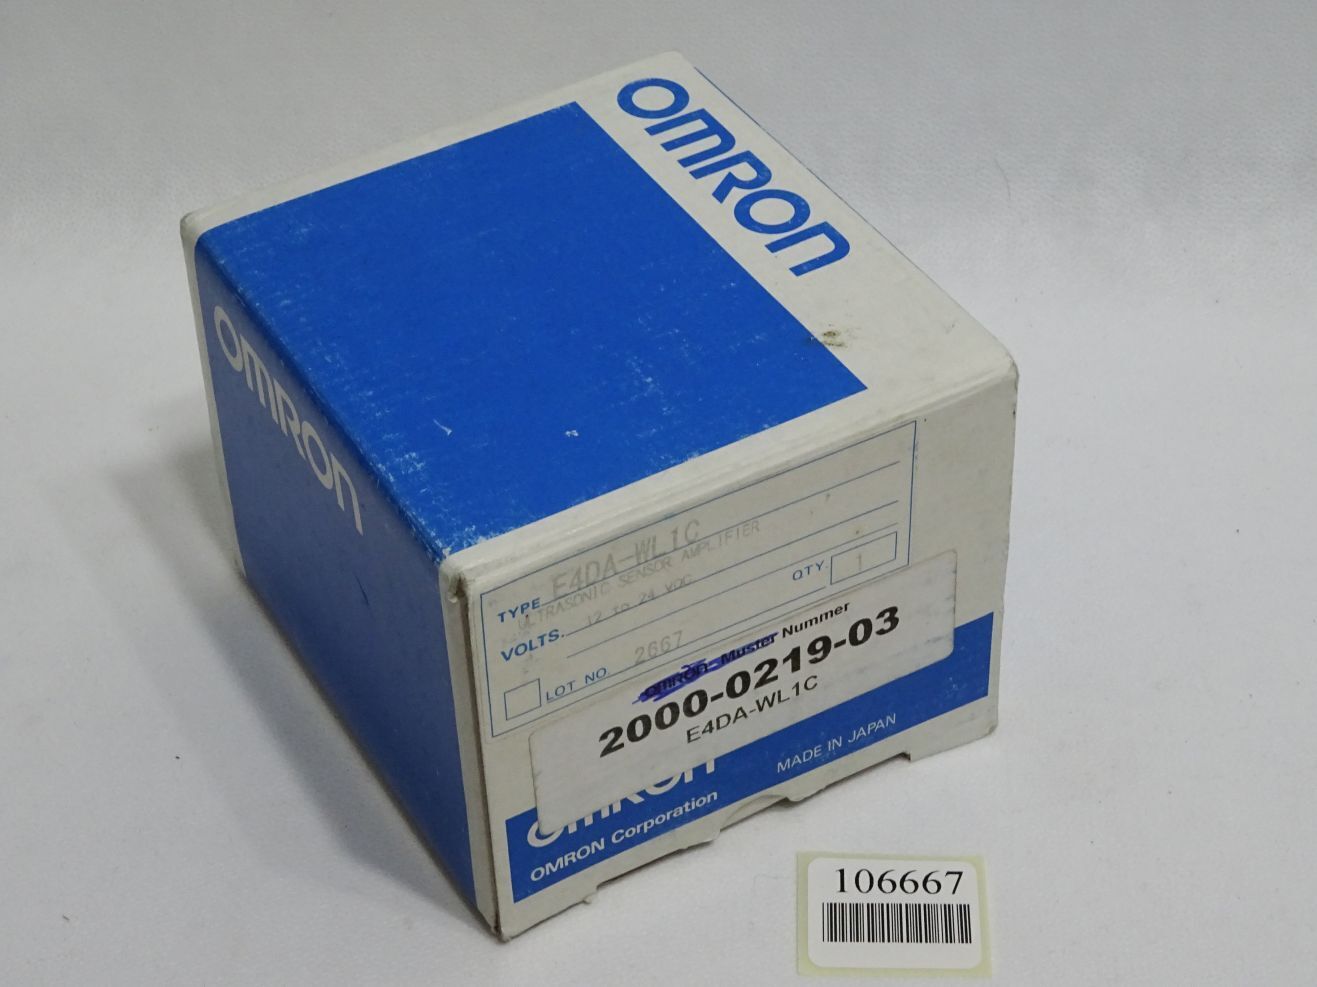 OMRON
OMRON
TYPE E4DA-WL1C
ULTRASONIC SENSOR AMPLIFIER
VOLTS. 12 to 24 VDC
QTY. 1
LOT NO. 2667
OMRON-Muster Nummer
2000-0219-03
E4DA-WL1C
OMRON
MADE IN JAPAN
OMRON Corporation
106667